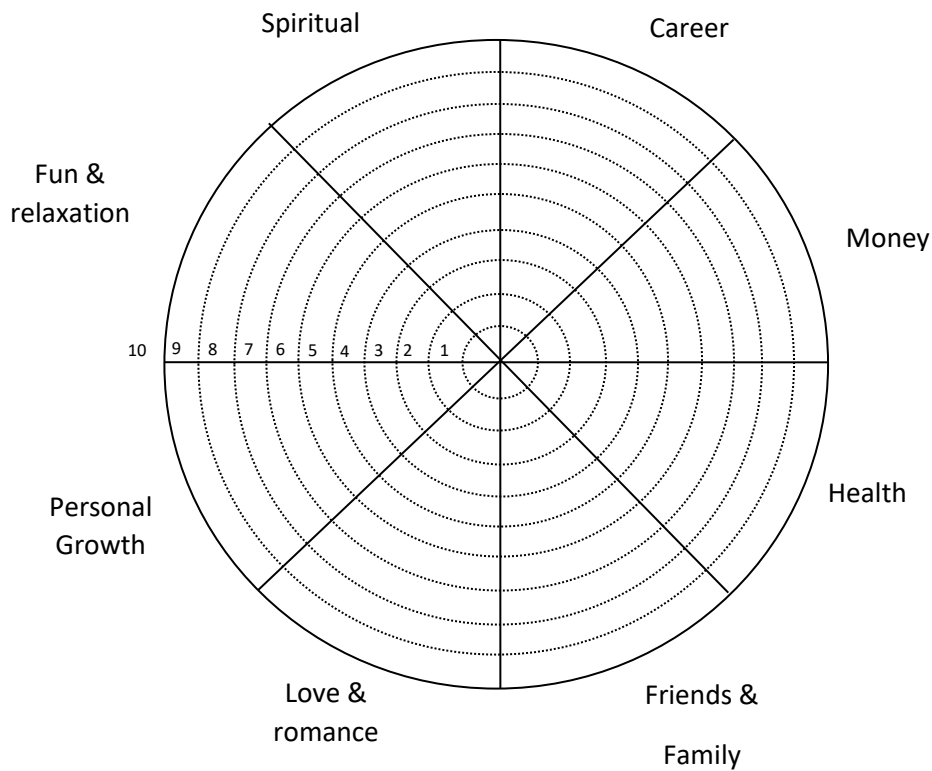 Spiritual
Career
Fun &
relaxation
Money
10 9 8 7 6 5 4 3 2 1
Personal
Growth
Health
Love &
romance
Friends &
Family